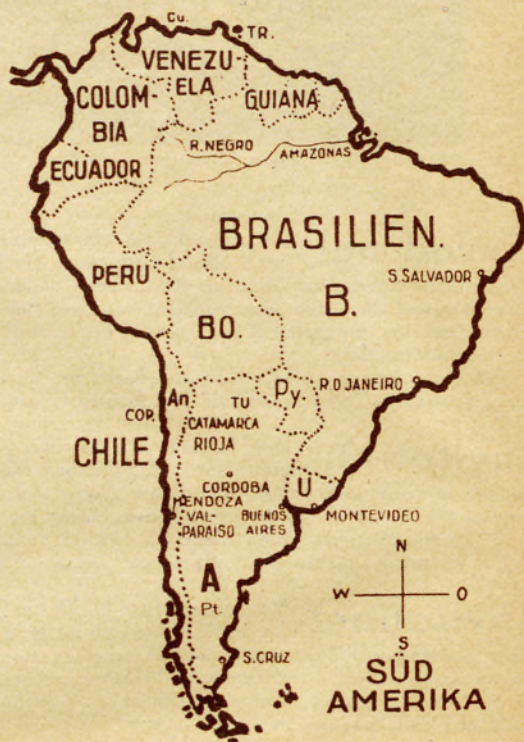 Cu.
TR.
VENEZU-
ELA
COLOM-
BIA
GUIANA
ECUADOR
R.NEGRO
AMAZONAS
BRASILIEN.
PERU
S.SALVADOR
B.
BO.
An
Py.
R.D JANEIRO
TU
COP.
CATAMARCA
RIOJA
CHILE
CORDOBA
U
MENDOZA
VAL-
PARAISO
BUENOS
AIRES
MONTEVIDEO
A
Pt.
N
W
O
S
S.CRUZ
SÜD
AMERIKA